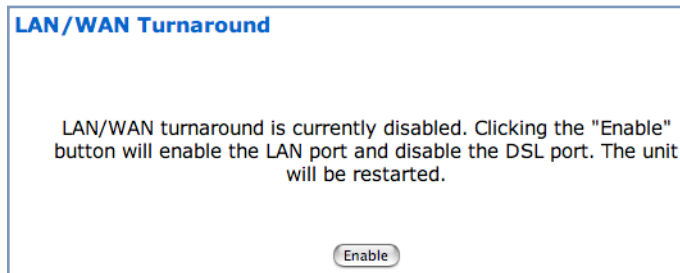 LAN/WAN Turnaround
LAN/WAN turnaround is currently disabled. Clicking the "Enable"
button will enable the LAN port and disable the DSL port. The unit
will be restarted.
Enable